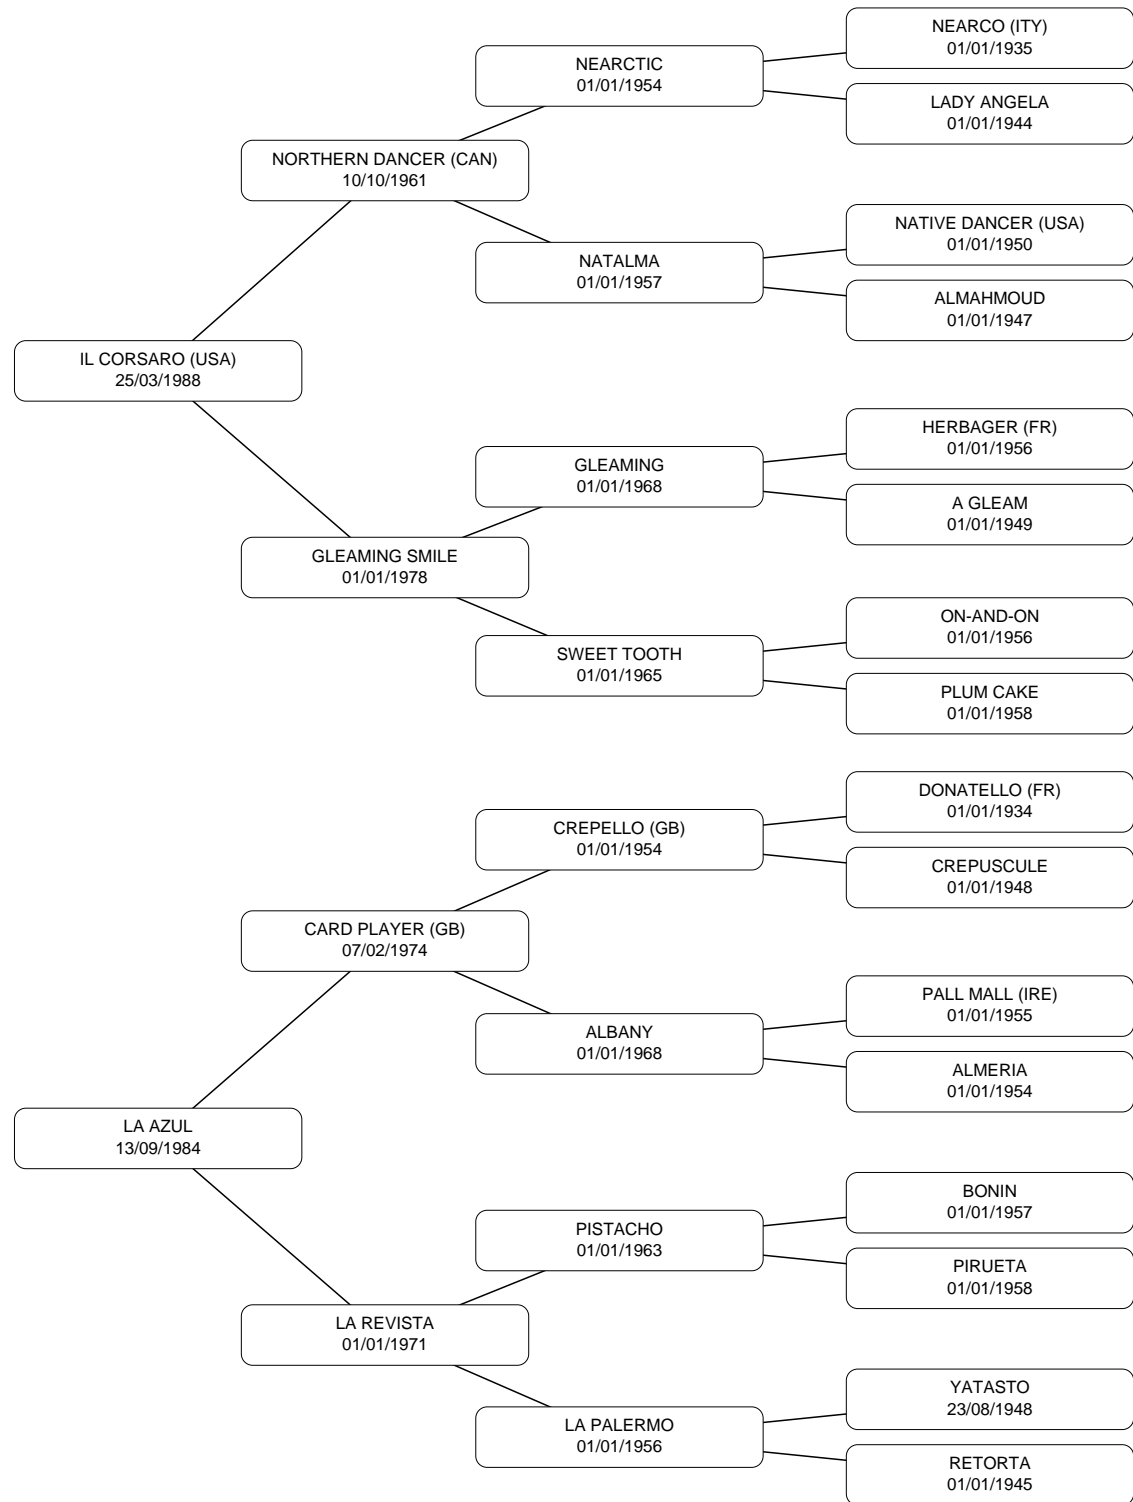 NEARCO (ITY)
01/01/1935
NEARCTIC
01/01/1954
LADY ANGELA
01/01/1944
NORTHERN DANCER (CAN)
10/10/1961
NATIVE DANCER (USA)
01/01/1950
NATALMA
01/01/1957
ALMAHMOUD
01/01/1947
IL CORSARO (USA)
25/03/1988
HERBAGER (FR)
01/01/1956
GLEAMING
01/01/1968
A GLEAM
01/01/1949
GLEAMING SMILE
01/01/1978
ON-AND-ON
01/01/1956
SWEET TOOTH
01/01/1965
PLUM CAKE
01/01/1958
DONATELLO (FR)
01/01/1934
CREPELLO (GB)
01/01/1954
CREPUSCULE
01/01/1948
CARD PLAYER (GB)
07/02/1974
PALL MALL (IRE)
01/01/1955
ALBANY
01/01/1968
ALMERIA
01/01/1954
LA AZUL
13/09/1984
BONIN
01/01/1957
PISTACHO
01/01/1963
PIRUETA
01/01/1958
LA REVISTA
01/01/1971
YATASTO
23/08/1948
LA PALERMO
01/01/1956
RETORTA
01/01/1945